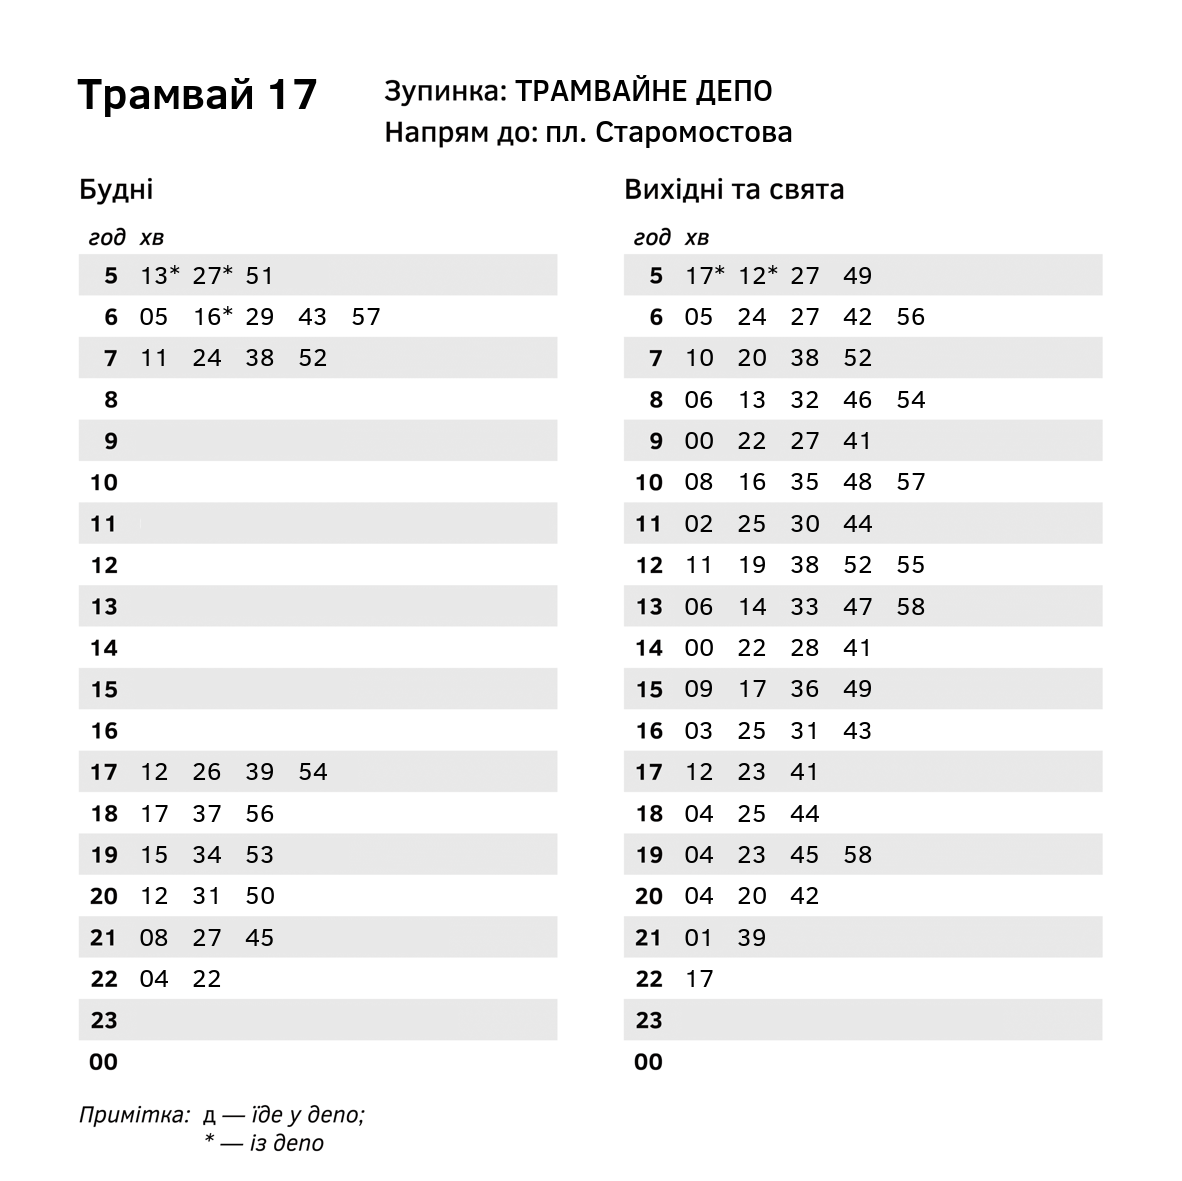 Трамвай 17
Зупинка: ТРАМВАЙНЕ ДЕПО
Напрям до: пл. Старомостова
Будні
год хв
5 13* 27* 51
6 05 16* 29 43 57
7 11 24 38 52
8
9
10
11
12
13
14
15
16
17 12 26 39 54
18 17 37 56
19 15 34 53
20 12 31 50
21 08 27 45
22 04 22
23
00
Вихідні та свята
год хв
5 17* 12* 27 49
6 05 24 27 42 56
7 10 20 38 52
8 06 13 32 46 54
9 00 22 27 41
10 08 16 35 48 57
11 02 25 30 44
12 11 19 38 52 55
13 06 14 33 47 58
14 00 22 28 41
15 09 17 36 49
16 03 25 31 43
17 12 23 41
18 04 25 44
19 04 23 45 58
20 04 20 42
21 01 39
22 17
23
00
Примітка: д — їде у депо;
* — із депо